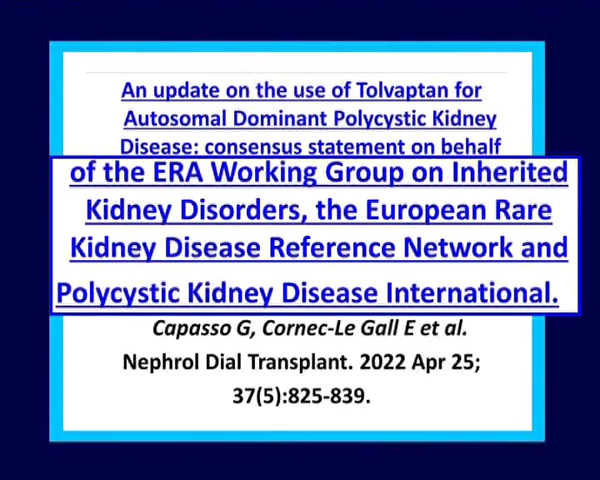 An update on the use of Tolvaptan for
Autosomal Dominant Polycystic Kidney
Disease: consensus statement on behalf
of the ERA Working Group on Inherited
Kidney Disorders, the European Rare
Kidney Disease Reference Network and
Polycystic Kidney Disease International.
Capasso G, Cornec-Le Gall E et al.
Nephrol Dial Transplant. 2022 Apr 25;
37(5):825-839.